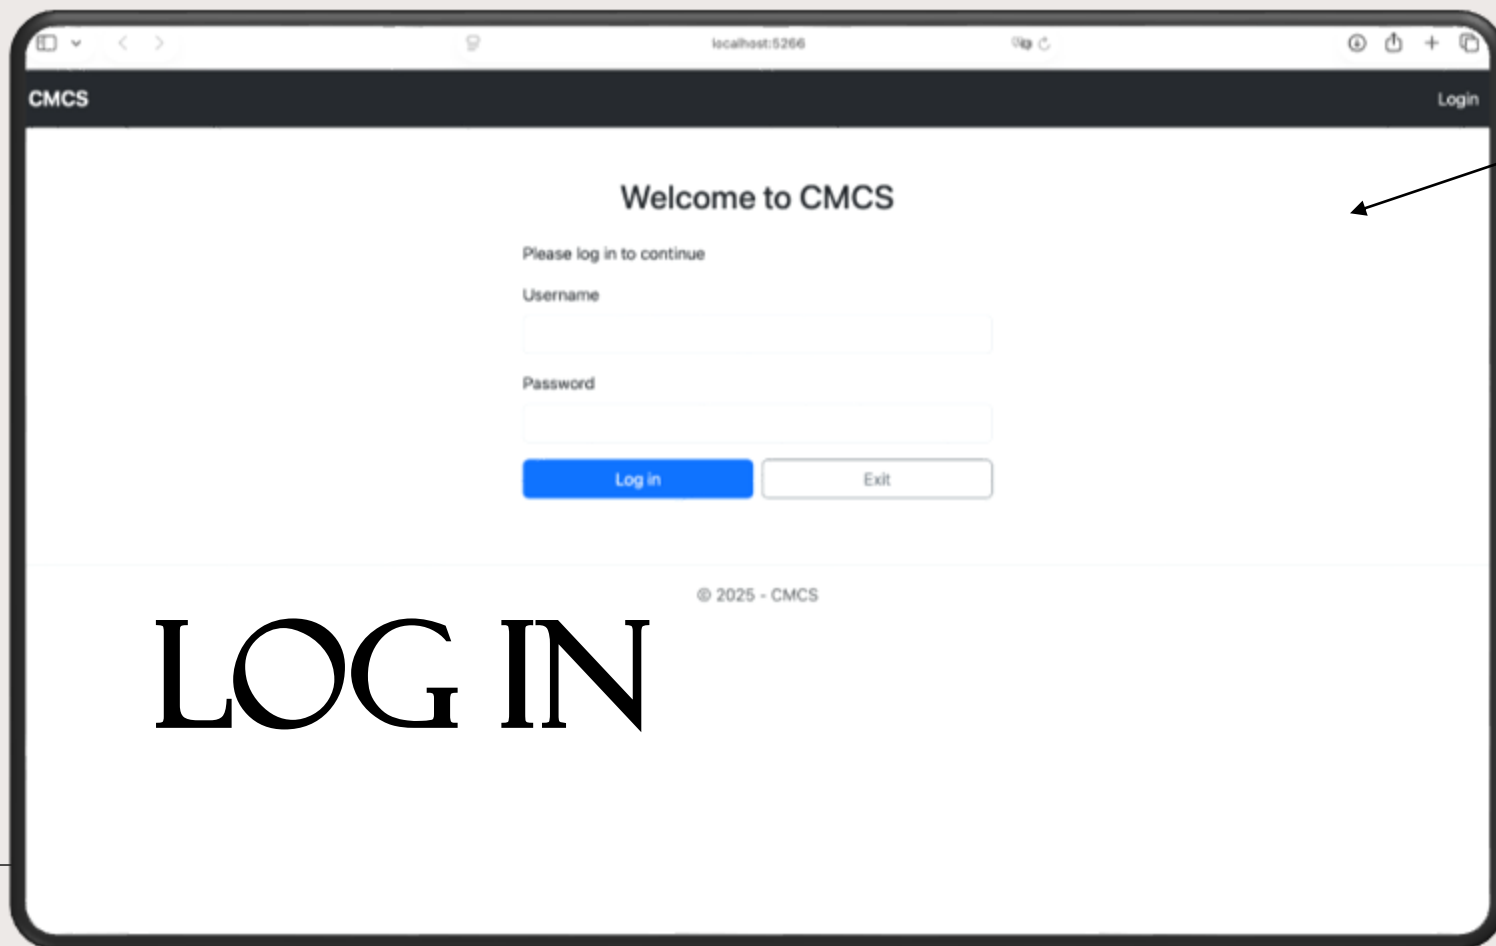 localhost:5266
CMCS
Login
Welcome to CMCS
Please log in to continue
Username
Password
Log in
Exit
© 2025 - CMCS
LOG IN